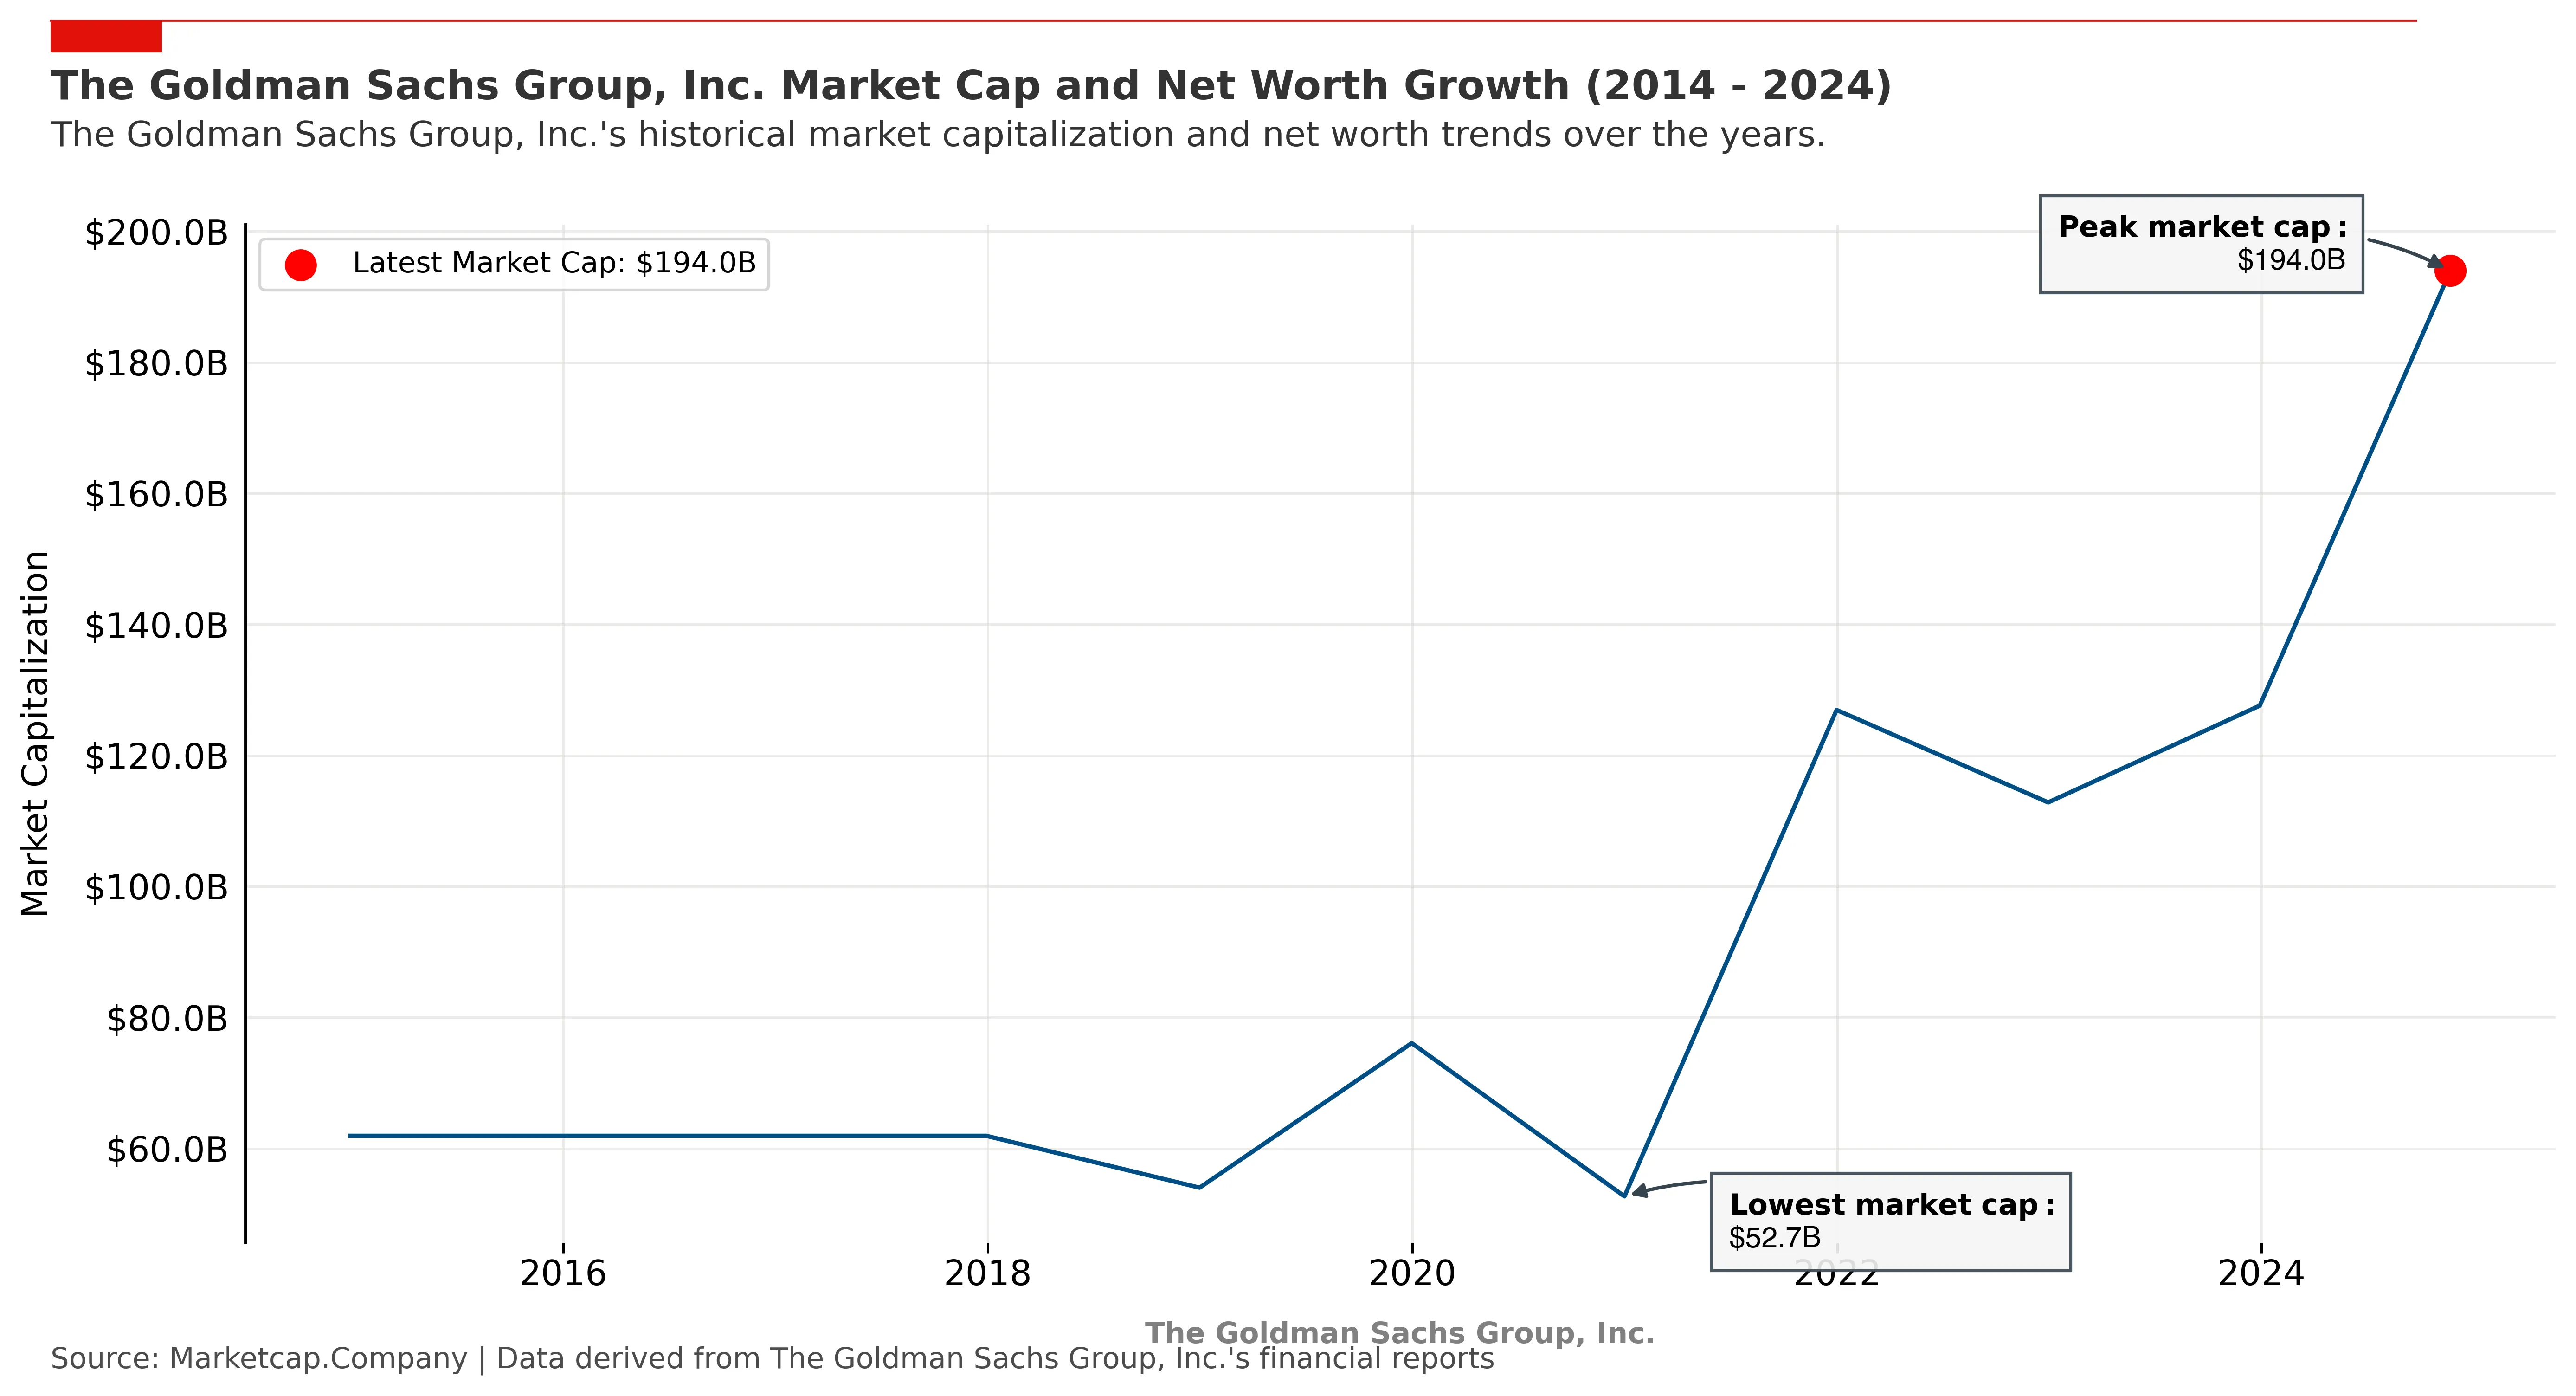 The Goldman Sachs Group, Inc. Market Cap and Net Worth Growth (2014 - 2024)
The Goldman Sachs Group, Inc.'s historical market capitalization and net worth trends over the years.
Peak market cap:
$194.0B
Latest Market Cap: $194.0B
Market Capitalization
$200.0B
$180.0B
$160.0B
$140.0B
$120.0B
$100.0B
$80.0B
$60.0B
Lowest market cap:
$52.7B
2016
2018
2020
2022
2024
The Goldman Sachs Group, Inc.
Source: Marketcap.Company | Data derived from The Goldman Sachs Group, Inc.'s financial reports